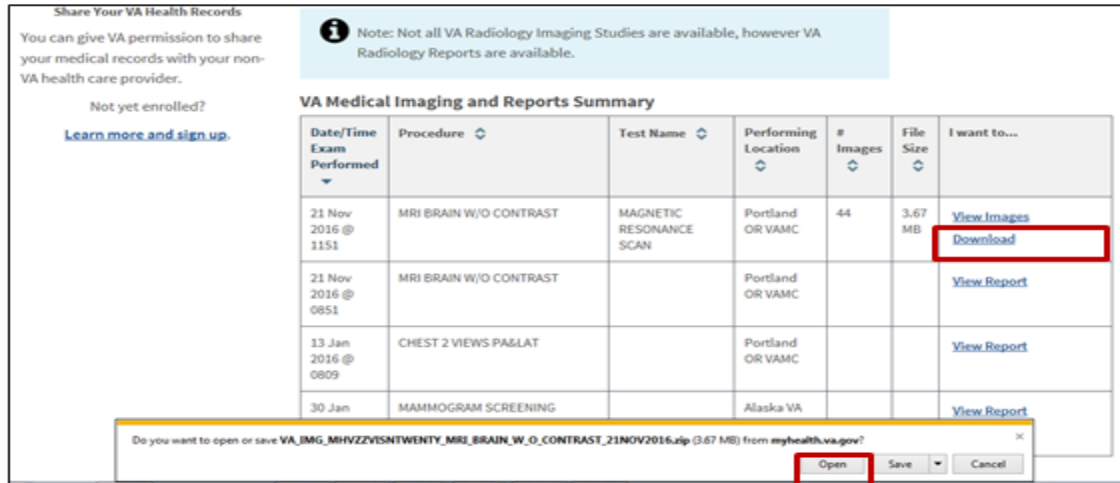 Share Your VA Health Records
You can give VA permission to share
your medical records with your non-
VA health care provider.
Not yet enrolled?
Learn more and sign up.
Note: Not all VA Radiology Imaging Studies are available, however VA
Radiology Reports are available.
VA Medical Imaging and Reports Summary
Date/Time Exam Performed Procedure Test Name Performing Location # Images File Size I want to...
21 Nov 2016 @ 1151 MRI BRAIN W/O CONTRAST MAGNETIC RESONANCE SCAN Portland OR VAMC 44 3.67 MB View Images
Download
21 Nov 2016 @ 0851 MRI BRAIN W/O CONTRAST Portland OR VAMC View Report
13 Jan 2016 @ 0809 CHEST 2 VIEWS PA&LAT Portland OR VAMC View Report
30 Jan MAMMOGRAM SCREENING Alaska VA View Report
Do you want to open or save VA_IMG_MHVZZVISNTWENTY_MRI_BRAIN_W_O_CONTRAST_21NOV2016.zip (3.67 MB) from myhealth.va.gov?
Open Save Cancel